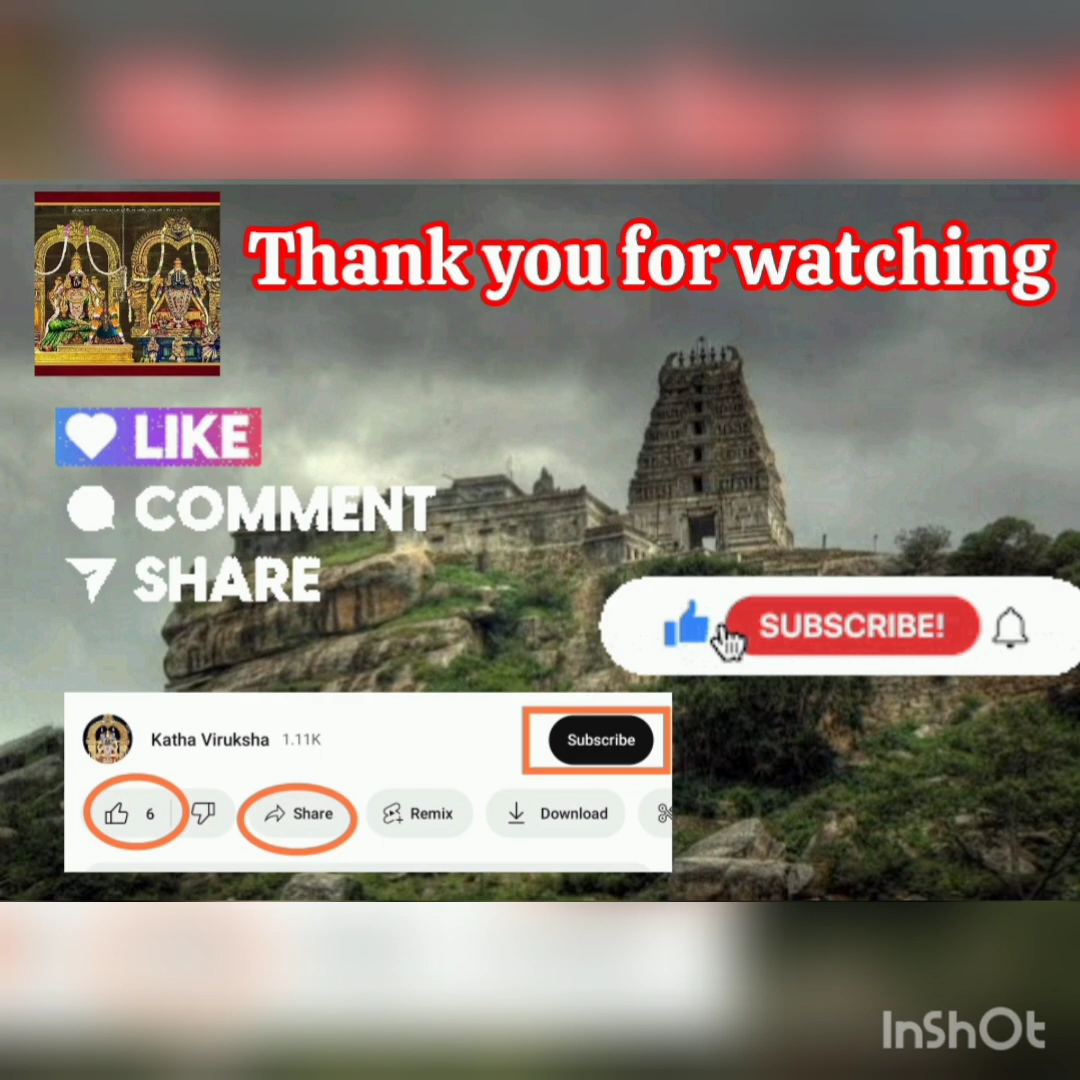 Thank you for watching
LIKE
COMMENT
SHARE
SUBSCRIBE!
Katha Viruksha 1.11K
Subscribe
6
Share
Remix
Download
InShOt